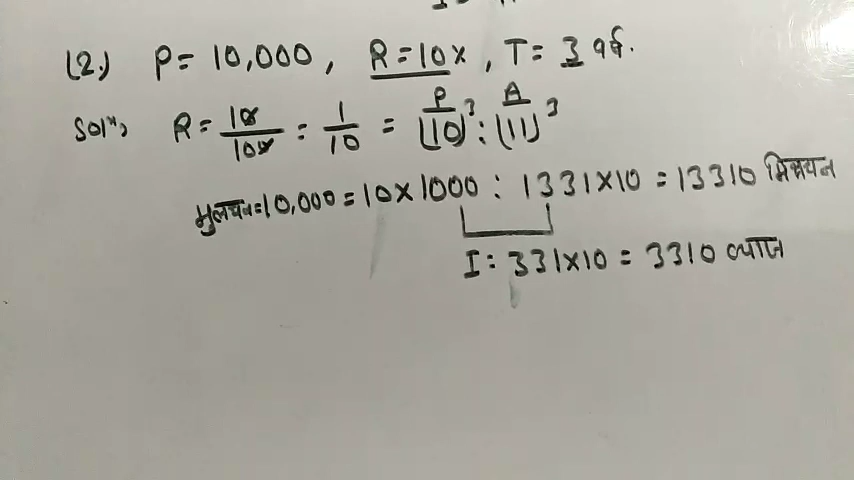 (2.) P = 10,000, R = 10%, T = 3 वर्ष.
Solⁿ, R = 10/100 = 1/10 = P (10)³ : A (11)³
मुलधन = 10,000 = 10 × 1000 : 1331 × 10 = 13310 मिश्रधन
I : 331 × 10 = 3310 ब्याज